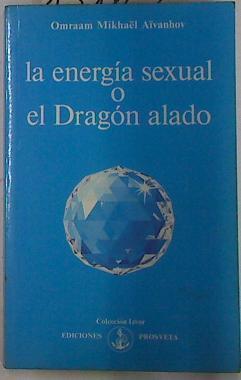 Omraam Mikhaël Aïvanhov
la energía sexual
o
el Dragón alado
Colección Izvor
EDICIONES PROSVETA